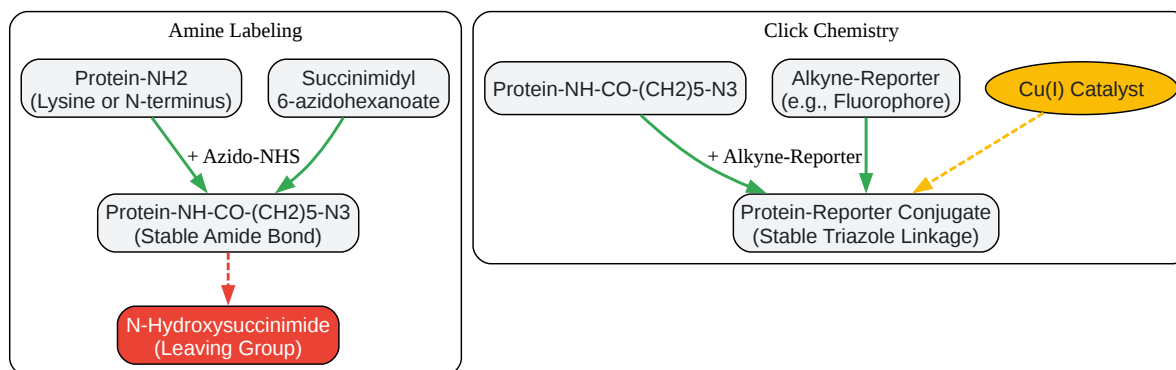 Amine Labeling
Protein-NH2
(Lysine or N-terminus)
Succinimidyl
6-azidohexanoate
+ Azido-NHS
Protein-NH-CO-(CH2)5-N3
(Stable Amide Bond)
N-Hydroxysuccinimide
(Leaving Group)
Click Chemistry
Protein-NH-CO-(CH2)5-N3
Alkyne-Reporter
(e.g., Fluorophore)
Cu(I) Catalyst
+ Alkyne-Reporter
Protein-Reporter Conjugate
(Stable Triazole Linkage)